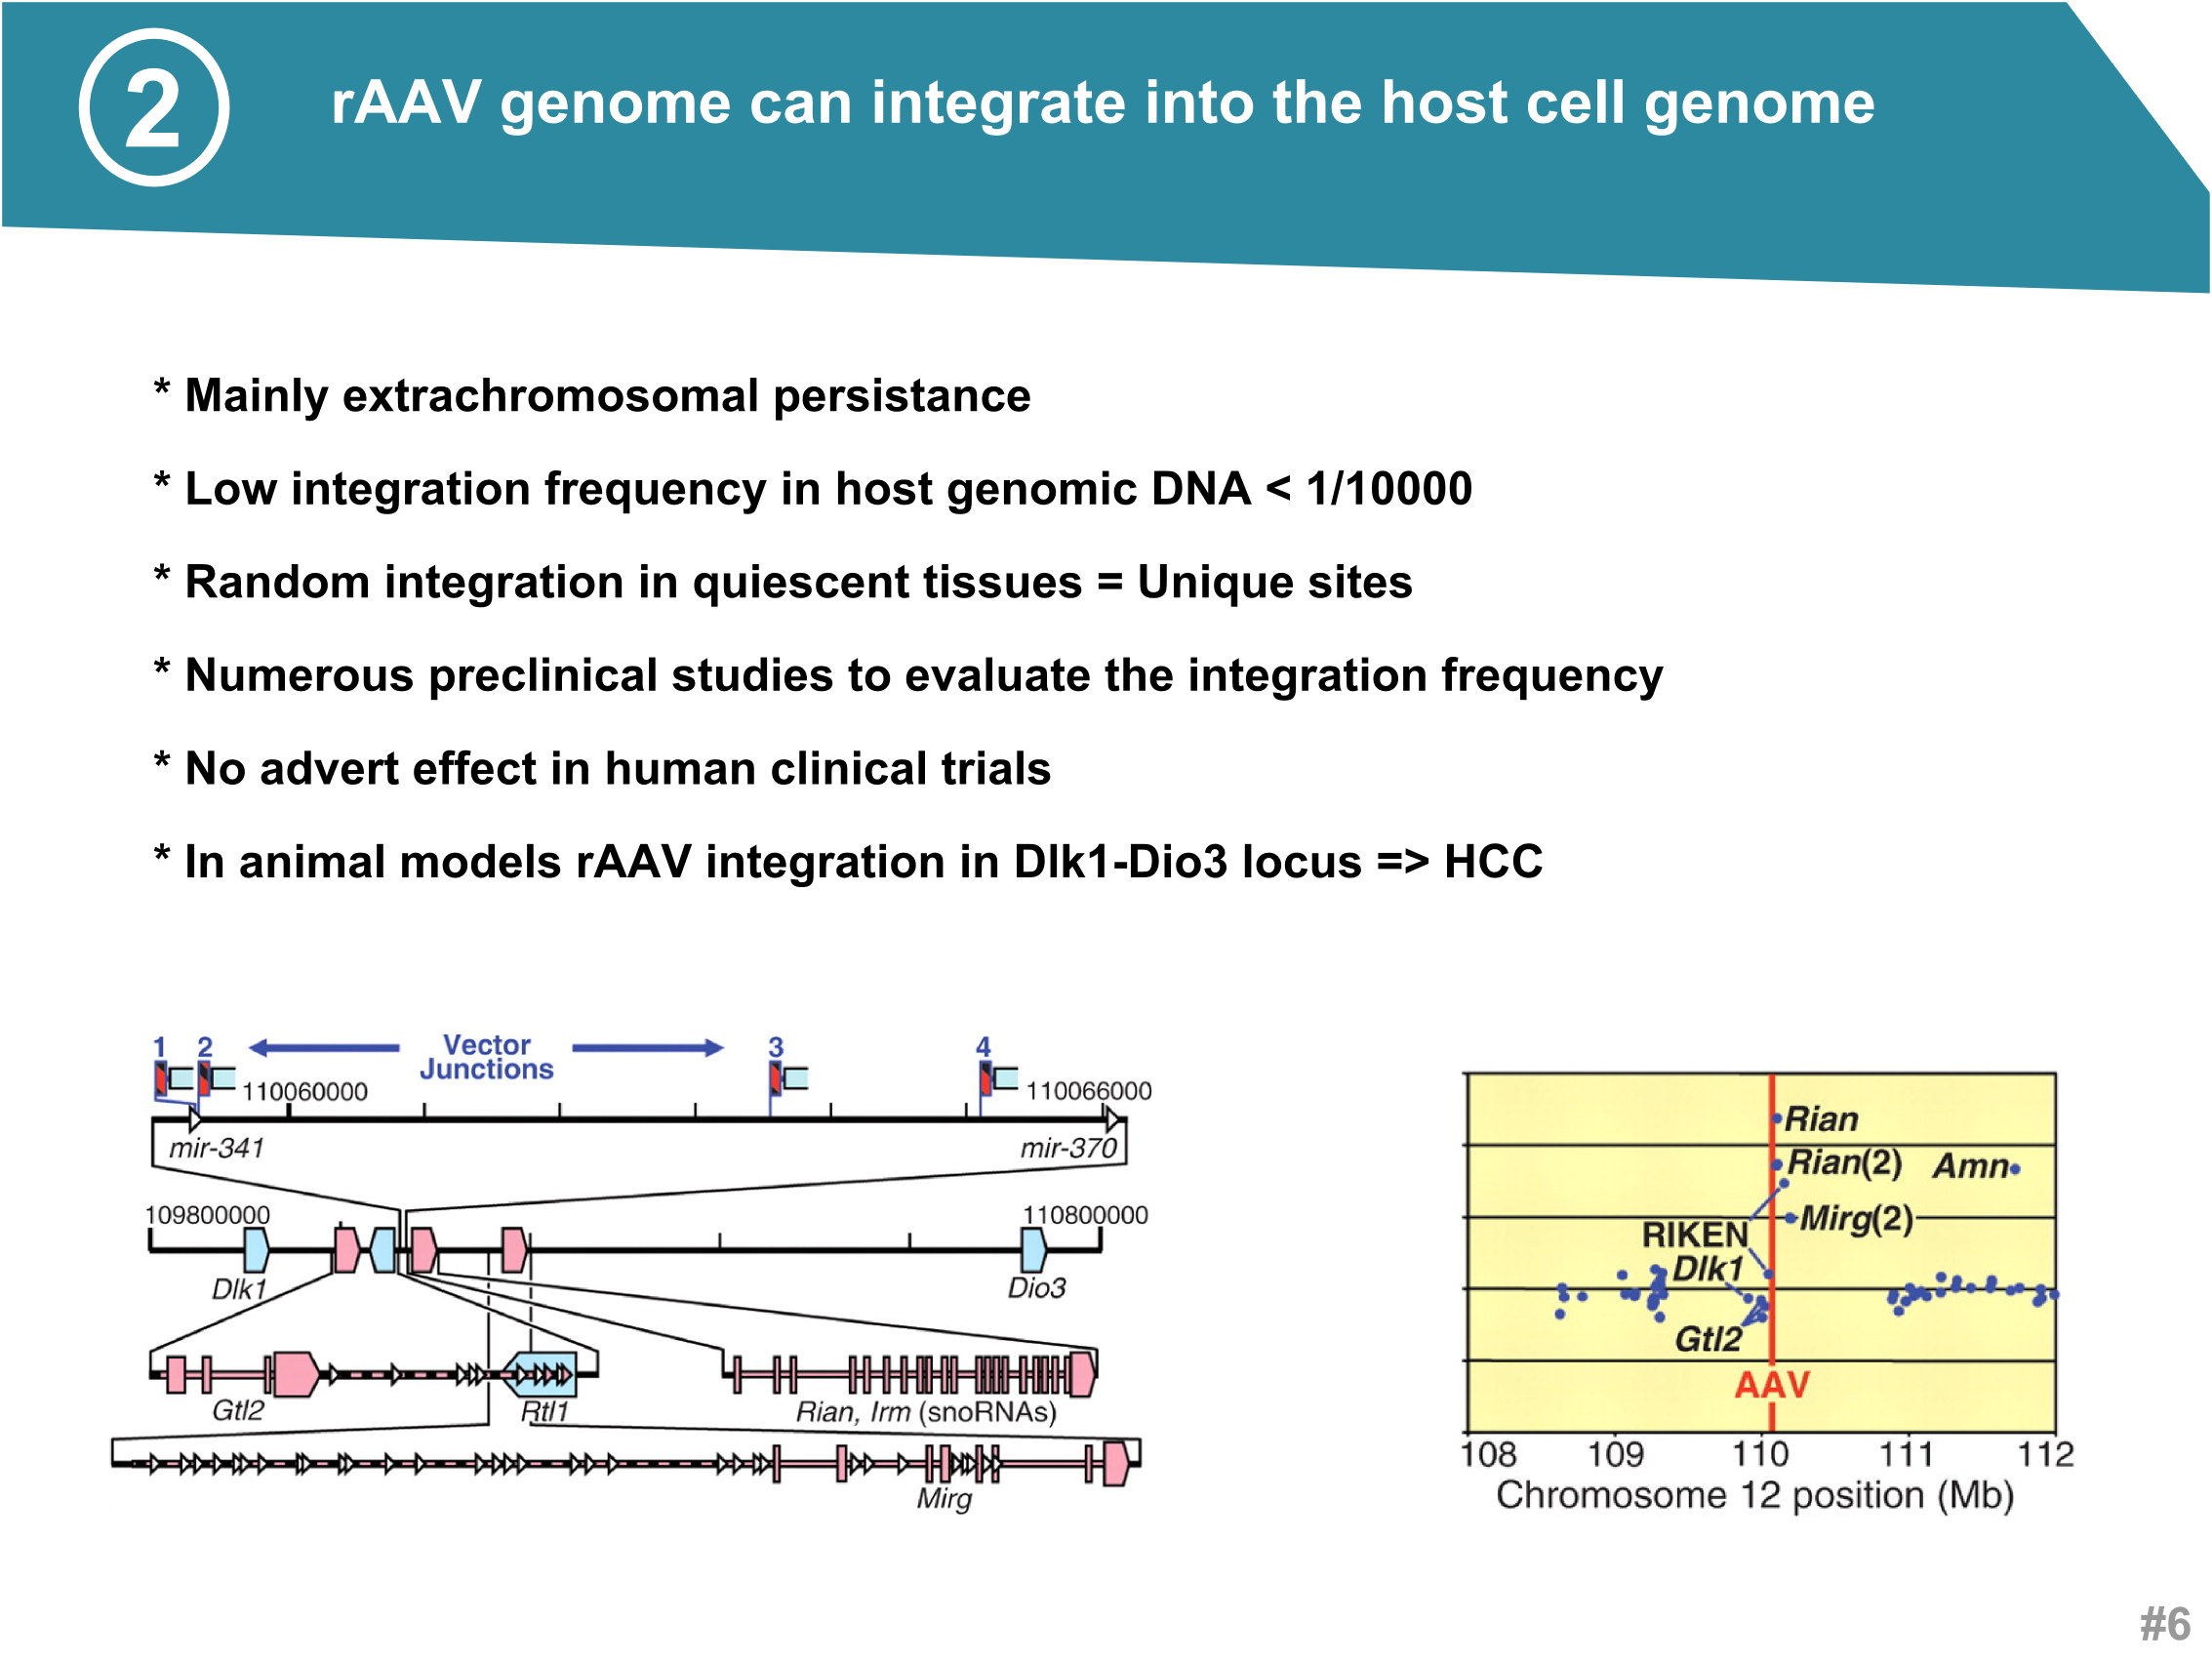 2
rAAV genome can integrate into the host cell genome
* Mainly extrachromosomal persistance
* Low integration frequency in host genomic DNA < 1/10000
* Random integration in quiescent tissues = Unique sites
* Numerous preclinical studies to evaluate the integration frequency
* No advert effect in human clinical trials
* In animal models rAAV integration in Dlk1-Dio3 locus => HCC
1 2 Vector 3 4
Junctions
110060000 110066000
mir-341 mir-370
109800000 110800000
Dlk1 Dio3
Gtl2 Rtl1 Rian, Irm (snoRNAs)
Mirg
Rian
Rian(2) Amn
Mirg(2)
RIKEN
Dlk1
Gtl2
AAV
108 109 110 111 112
Chromosome 12 position (Mb)
#6